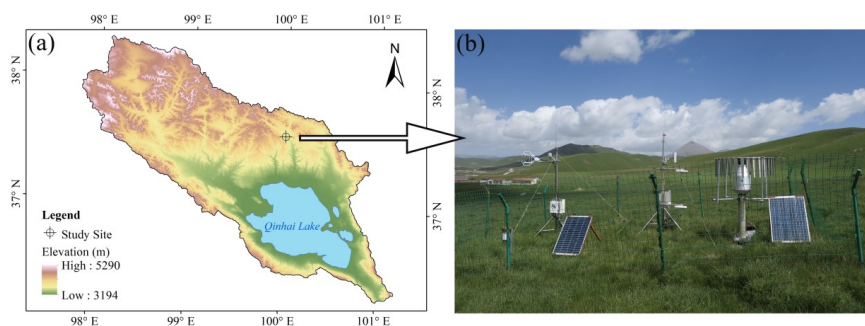 98° E
99° E
100° E
101° E
(a)
N
38° N
38° N
37° N
37° N
Qinhai Lake
Legend
Study Site
Elevation (m)
High : 5290
Low : 3194
98° E
99° E
100° E
101° E
(b)